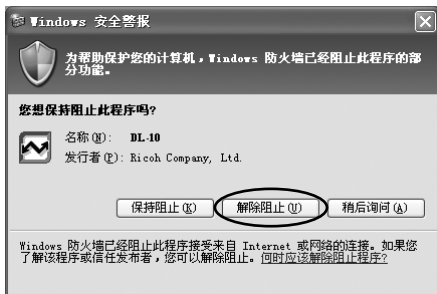 Windows 安全警报
为帮助保护您的计算机，Windows 防火墙已经阻止此程序的部
分功能。
您想保持阻止此程序吗?
名称(N): DL-10
发行者(P): Ricoh Company, Ltd.
保持阻止(K) 解除阻止(U) 稍后询问(A)
Windows 防火墙已经阻止此程序接受来自 Internet 或网络的连接。如果您
了解该程序或信任发布者，您可以解除阻止。何时应该解除阻止程序?